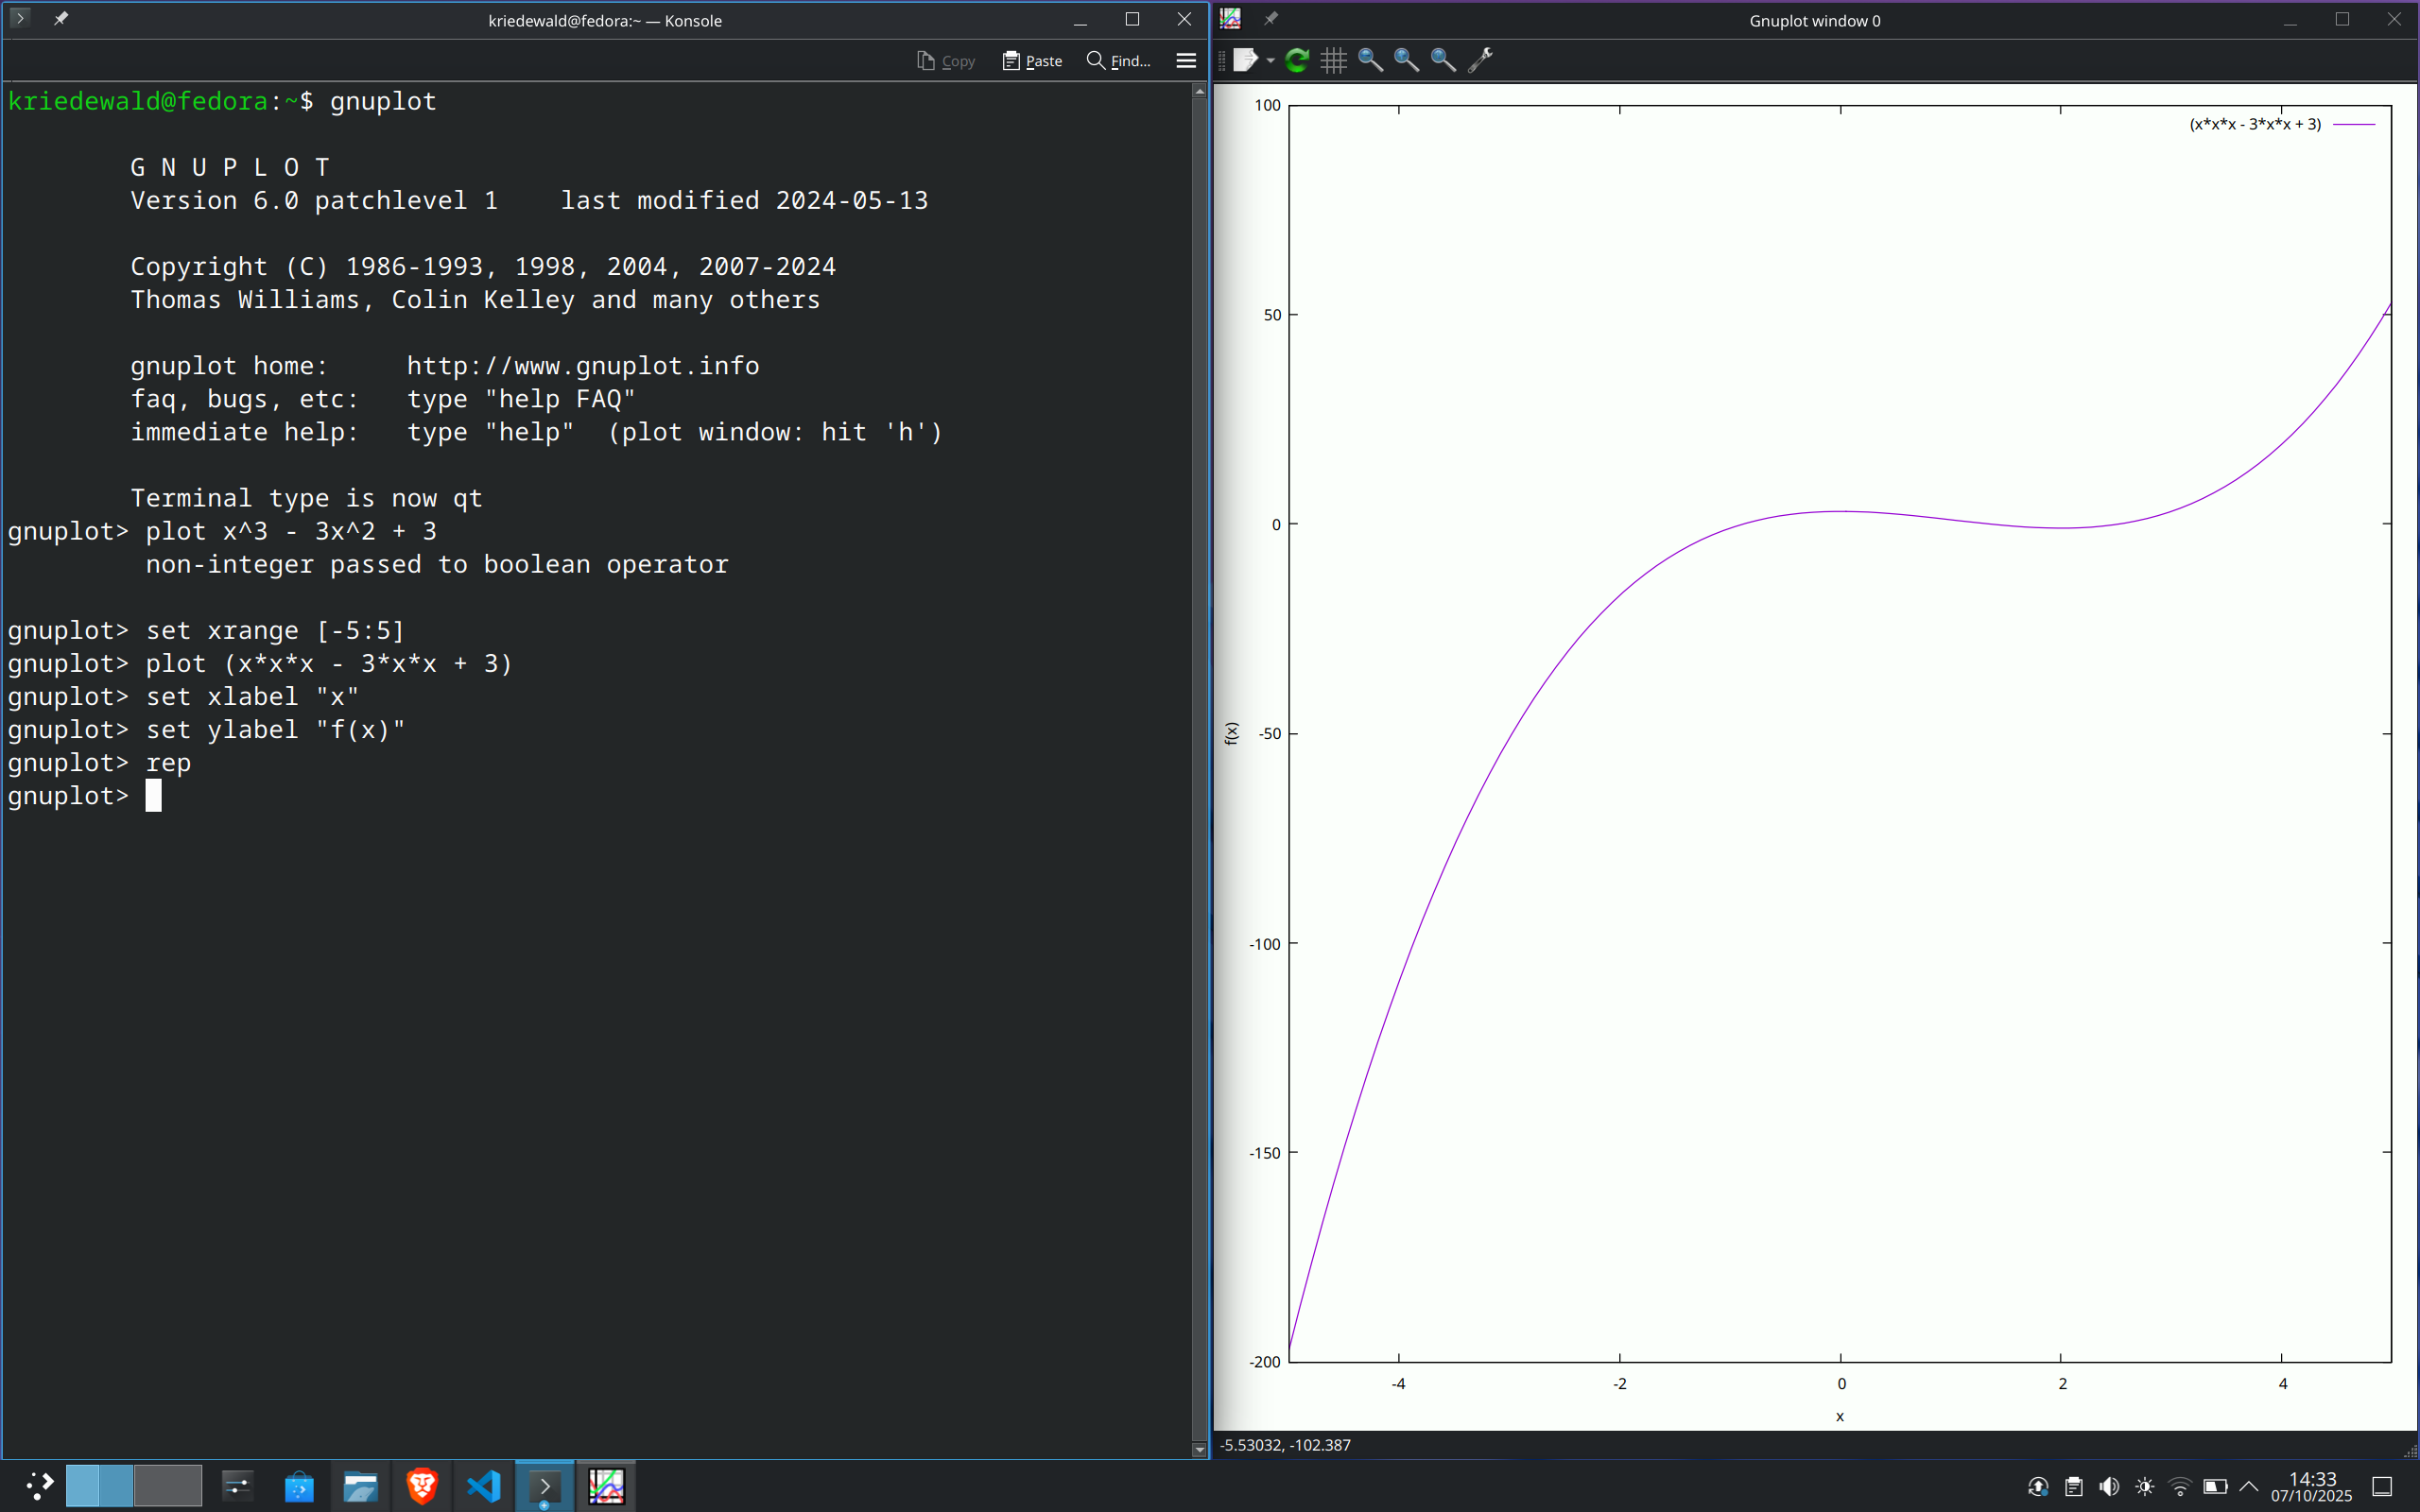 kriedewald@fedora:~ — Konsole
Copy Paste Find...
kriedewald@fedora:~$ gnuplot
G N U P L O T
Version 6.0 patchlevel 1 last modified 2024-05-13
Copyright (C) 1986-1993, 1998, 2004, 2007-2024
Thomas Williams, Colin Kelley and many others
gnuplot home: http://www.gnuplot.info
faq, bugs, etc: type "help FAQ"
immediate help: type "help" (plot window: hit 'h')
Terminal type is now qt
gnuplot> plot x^3 - 3x^2 + 3
non-integer passed to boolean operator
gnuplot> set xrange [-5:5]
gnuplot> plot (x*x*x - 3*x*x + 3)
gnuplot> set xlabel "x"
gnuplot> set ylabel "f(x)"
gnuplot> rep
gnuplot>
Gnuplot window 0
(x*x*x - 3*x*x + 3)
100
50
0
-50
-100
-150
-200
f(x)
-4 -2 0 2 4
x
-5.53032, -102.387
14:33
07/10/2025